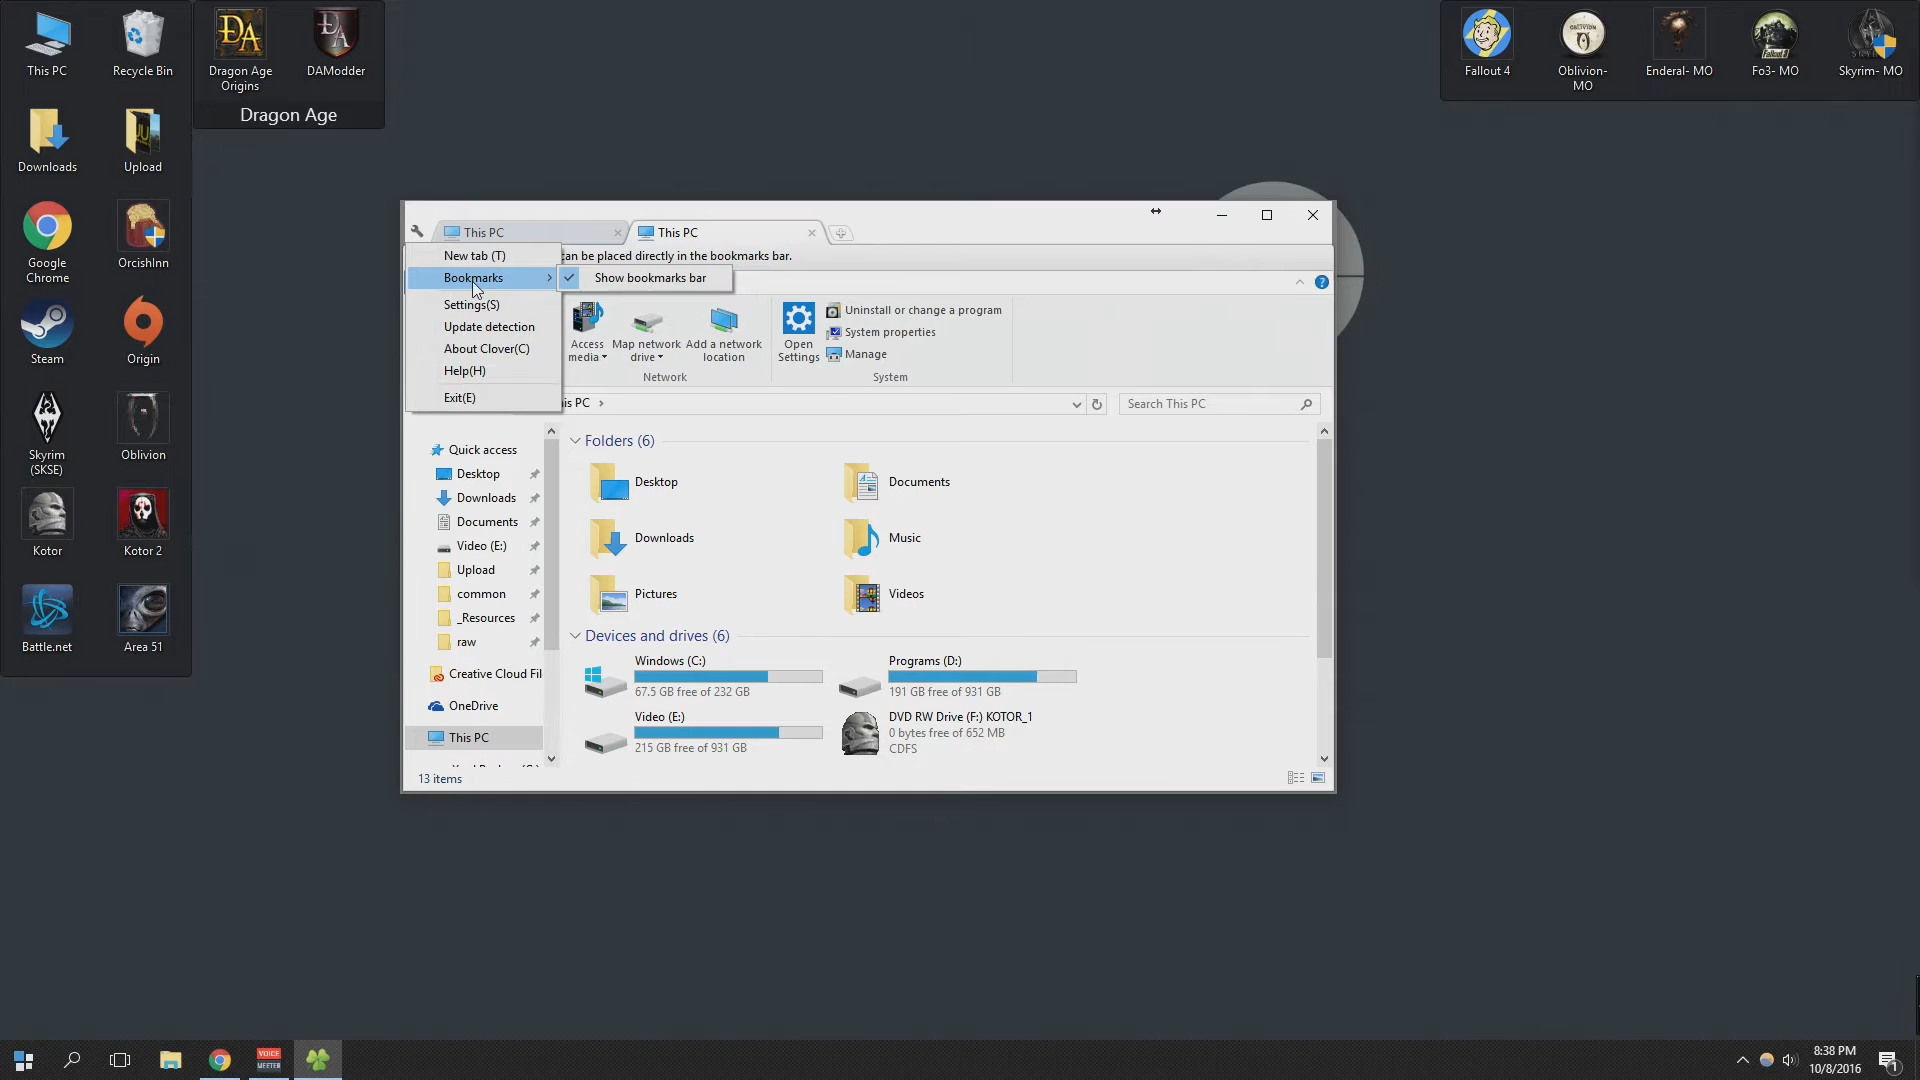 This PC
Recycle Bin
Dragon Age
Origins
DAModder
Dragon Age
Downloads
Upload
Google
Chrome
OrcishInn
Steam
Origin
Skyrim
(SKSE)
Oblivion
Kotor
Kotor 2
Battle.net
Area 51
Fallout 4
Oblivion-
MO
Enderal- MO
Fo3- MO
Skyrim- MO
This PC
This PC
can be placed directly in the bookmarks bar.
New tab (T)
Bookmarks
Show bookmarks bar
Settings(S)
Update detection
About Clover(C)
Help(H)
Exit(E)
Access
media
Map network
drive
Add a network
location
Network
Open
Settings
Uninstall or change a program
System properties
Manage
System
is PC
Search This PC
Quick access
Desktop
Downloads
Documents
Video (E:)
Upload
common
_Resources
raw
Creative Cloud Fil
OneDrive
This PC
Folders (6)
Desktop
Documents
Downloads
Music
Pictures
Videos
Devices and drives (6)
Windows (C:)
67.5 GB free of 232 GB
Programs (D:)
191 GB free of 931 GB
Video (E:)
215 GB free of 931 GB
DVD RW Drive (F:) KOTOR_1
0 bytes free of 652 MB
CDFS
13 items
VOICE
MEETER
8:38 PM
10/8/2016
1